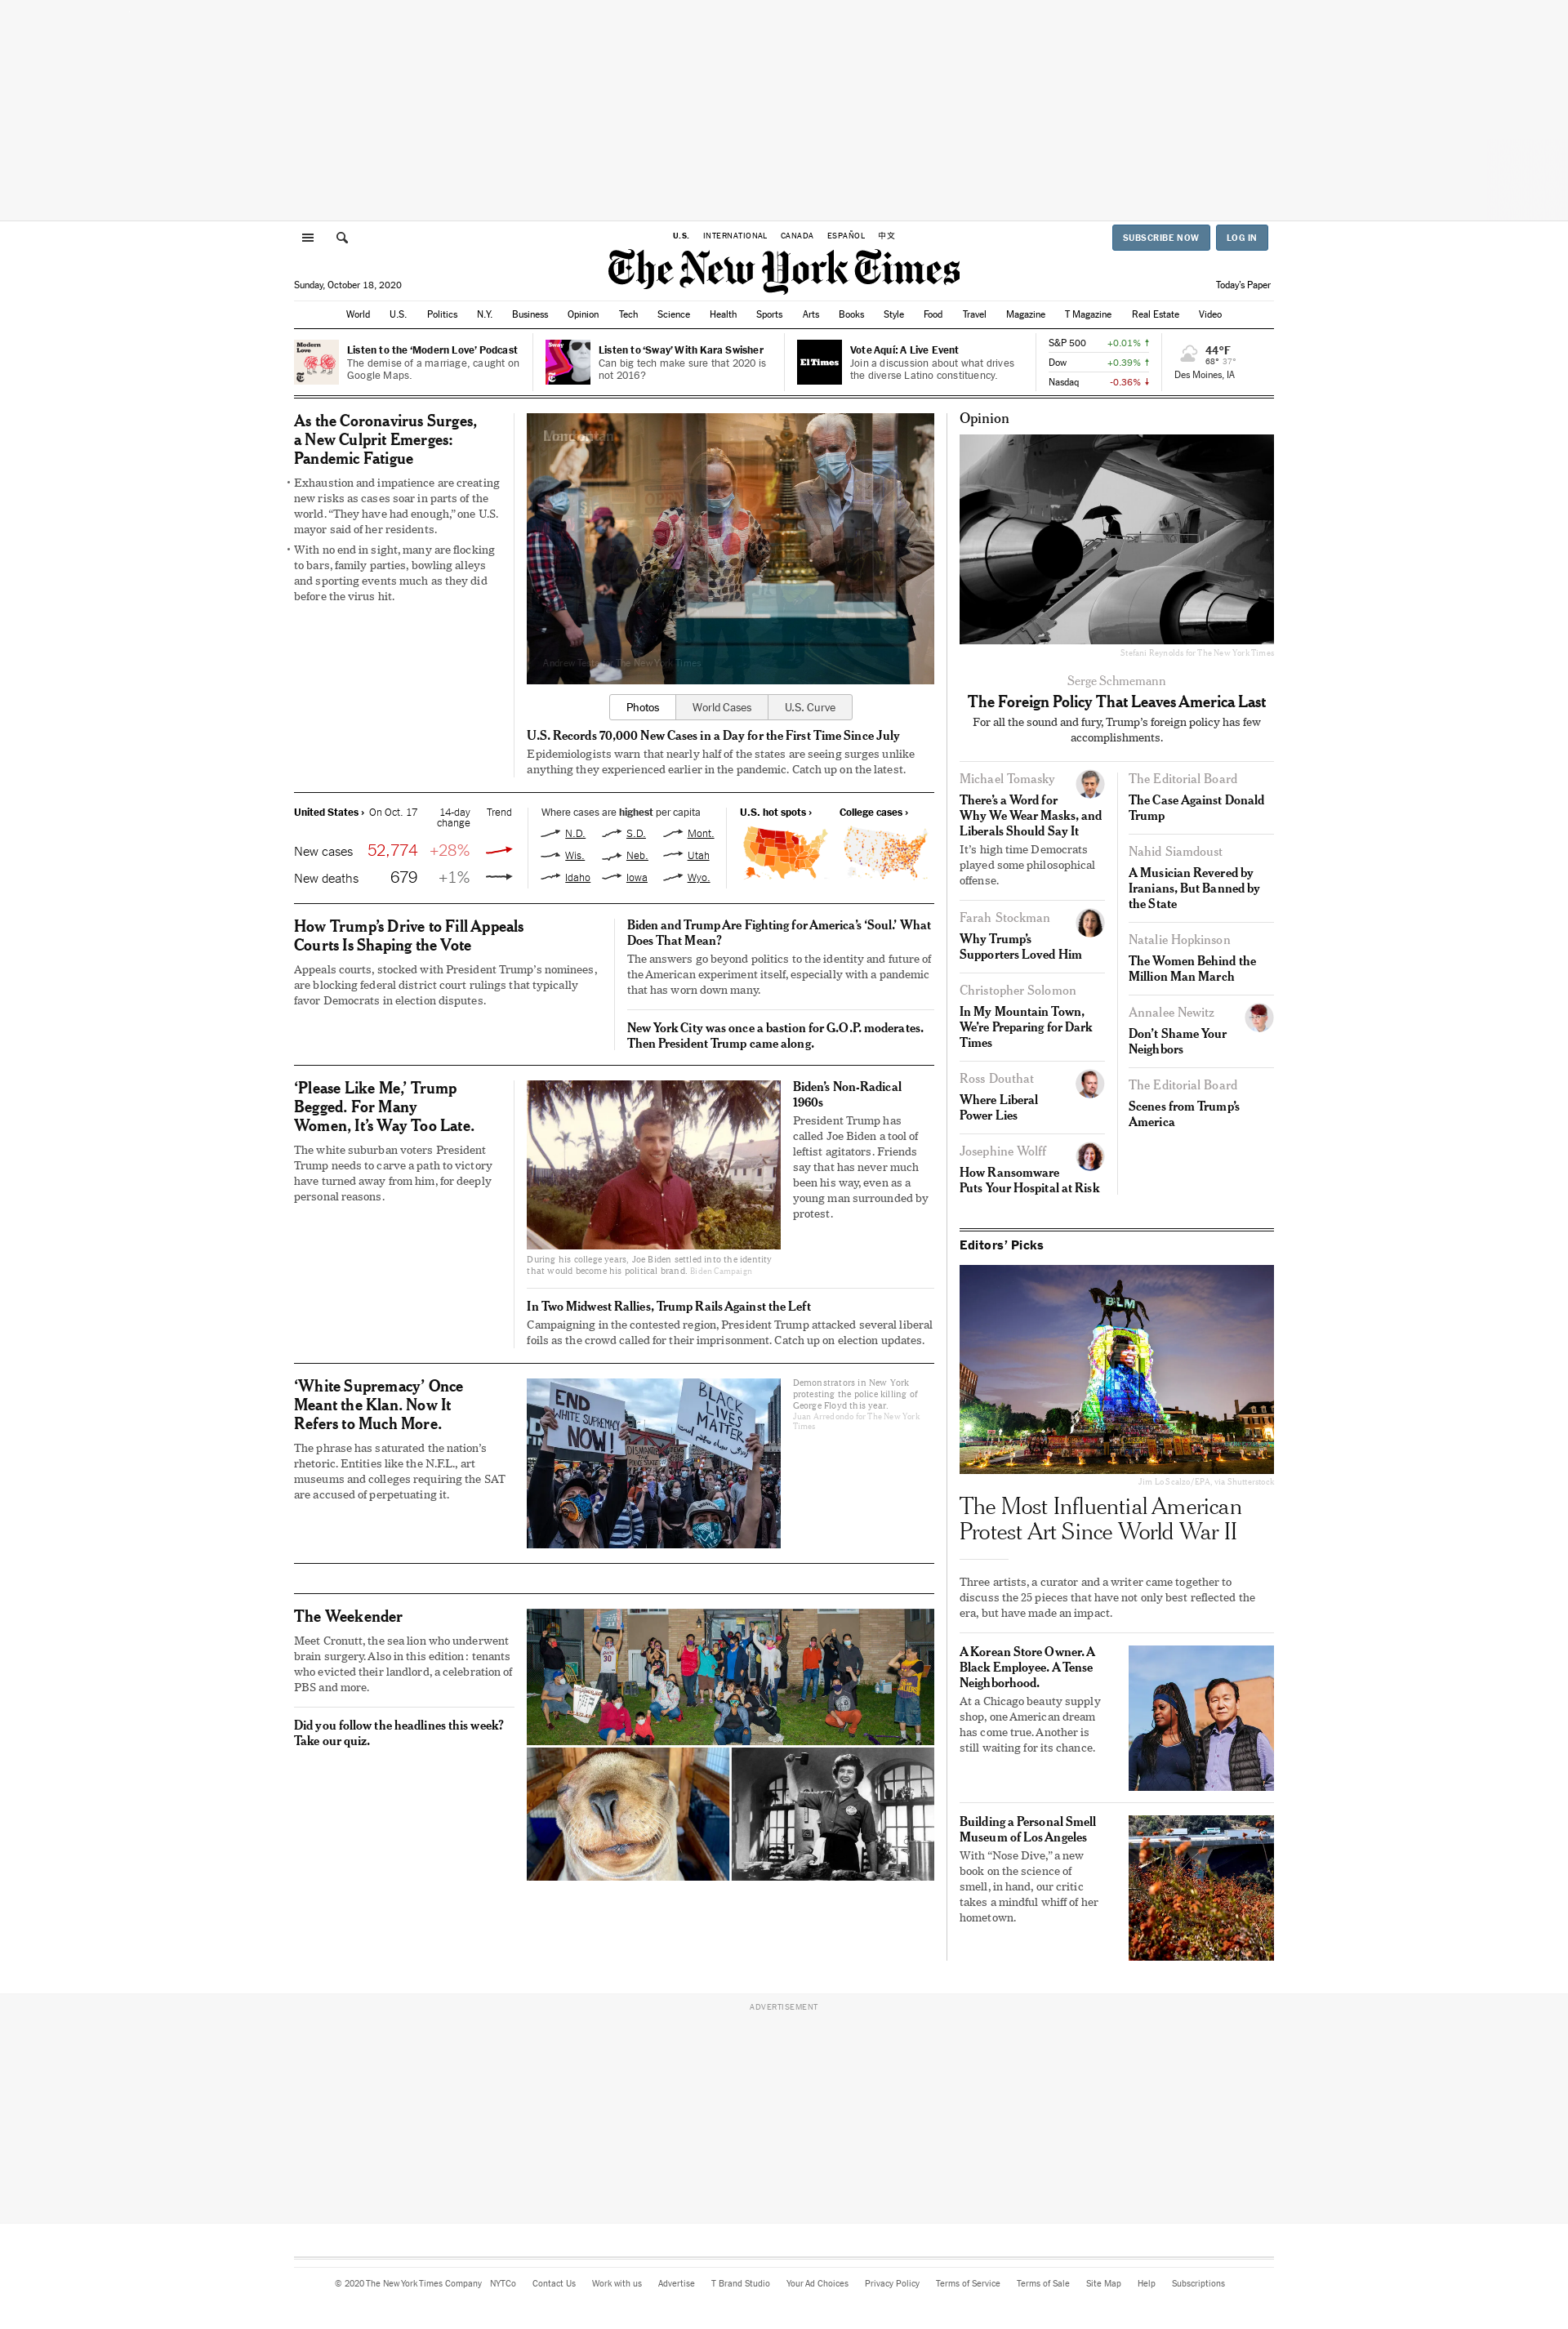 U.S. INTERNATIONAL CANADA ESPAÑOL 中文
SUBSCRIBE NOW LOG IN
The New York Times
Sunday, October 18, 2020
Today's Paper
World U.S. Politics N.Y. Business Opinion Tech Science Health Sports Arts Books Style Food Travel Magazine T Magazine Real Estate Video
Modern
Love
Listen to the ‘Modern Love’ Podcast
The demise of a marriage, caught on
Google Maps.
Sway
Listen to ‘Sway’ With Kara Swisher
Can big tech make sure that 2020 is
not 2016?
El Times
Vote Aquí: A Live Event
Join a discussion about what drives
the diverse Latino constituency.
S&P 500 +0.01% ↑
Dow +0.39% ↑
Nasdaq -0.36% ↓
44°F
68° 37°
Des Moines, IA
As the Coronavirus Surges,
a New Culprit Emerges:
Pandemic Fatigue
• Exhaustion and impatience are creating
new risks as cases soar in parts of the
world. “They have had enough,” one U.S.
mayor said of her residents.
• With no end in sight, many are flocking
to bars, family parties, bowling alleys
and sporting events much as they did
before the virus hit.
Andrew Testa for The New York Times
Photos World Cases U.S. Curve
U.S. Records 70,000 New Cases in a Day for the First Time Since July
Epidemiologists warn that nearly half of the states are seeing surges unlike
anything they experienced earlier in the pandemic. Catch up on the latest.
United States › On Oct. 17 14-day
change Trend
New cases 52,774 +28%
New deaths 679 +1%
Where cases are highest per capita
N.D. S.D. Mont.
Wis. Neb. Utah
Idaho Iowa Wyo.
U.S. hot spots ›
College cases ›
How Trump’s Drive to Fill Appeals
Courts Is Shaping the Vote
Appeals courts, stocked with President Trump’s nominees,
are blocking federal district court rulings that typically
favor Democrats in election disputes.
Biden and Trump Are Fighting for America’s ‘Soul.’ What
Does That Mean?
The answers go beyond politics to the identity and future of
the American experiment itself, especially with a pandemic
that has worn down many.
New York City was once a bastion for G.O.P. moderates.
Then President Trump came along.
‘Please Like Me,’ Trump
Begged. For Many
Women, It’s Way Too Late.
The white suburban voters President
Trump needs to carve a path to victory
have turned away from him, for deeply
personal reasons.
During his college years, Joe Biden settled into the identity
that would become his political brand. Biden Campaign
Biden’s Non-Radical
1960s
President Trump has
called Joe Biden a tool of
leftist agitators. Friends
say that has never much
been his way, even as a
young man surrounded by
protest.
In Two Midwest Rallies, Trump Rails Against the Left
Campaigning in the contested region, President Trump attacked several liberal
foils as the crowd called for their imprisonment. Catch up on election updates.
‘White Supremacy’ Once
Meant the Klan. Now It
Refers to Much More.
The phrase has saturated the nation’s
rhetoric. Entities like the N.F.L., art
museums and colleges requiring the SAT
are accused of perpetuating it.
END
WHITE SUPREMACY
NOW!
BLACK
LIVES
MATTER
Demonstrators in New York
protesting the police killing of
George Floyd this year.
Juan Arredondo for The New York
Times
The Weekender
Meet Cronutt, the sea lion who underwent
brain surgery. Also in this edition: tenants
who evicted their landlord, a celebration of
PBS and more.
Did you follow the headlines this week?
Take our quiz.
Opinion
Stefani Reynolds for The New York Times
Serge Schmemann
The Foreign Policy That Leaves America Last
For all the sound and fury, Trump’s foreign policy has few
accomplishments.
Michael Tomasky
There’s a Word for
Why We Wear Masks, and
Liberals Should Say It
It’s high time Democrats
played some philosophical
offense.
Farah Stockman
Why Trump’s
Supporters Loved Him
Christopher Solomon
In My Mountain Town,
We’re Preparing for Dark
Times
Ross Douthat
Where Liberal
Power Lies
Josephine Wolff
How Ransomware
Puts Your Hospital at Risk
The Editorial Board
The Case Against Donald
Trump
Nahid Siamdoust
A Musician Revered by
Iranians, But Banned by
the State
Natalie Hopkinson
The Women Behind the
Million Man March
Annalee Newitz
Don’t Shame Your
Neighbors
The Editorial Board
Scenes from Trump’s
America
Editors’ Picks
BLM
Jim Lo Scalzo/EPA, via Shutterstock
The Most Influential American
Protest Art Since World War II
Three artists, a curator and a writer came together to
discuss the 25 pieces that have not only best reflected the
era, but have made an impact.
A Korean Store Owner. A
Black Employee. A Tense
Neighborhood.
At a Chicago beauty supply
shop, one American dream
has come true. Another is
still waiting for its chance.
Building a Personal Smell
Museum of Los Angeles
With “Nose Dive,” a new
book on the science of
smell, in hand, our critic
takes a mindful whiff of her
hometown.
ADVERTISEMENT
© 2020 The New York Times Company NYTCo Contact Us Work with us Advertise T Brand Studio Your Ad Choices Privacy Policy Terms of Service Terms of Sale Site Map Help Subscriptions